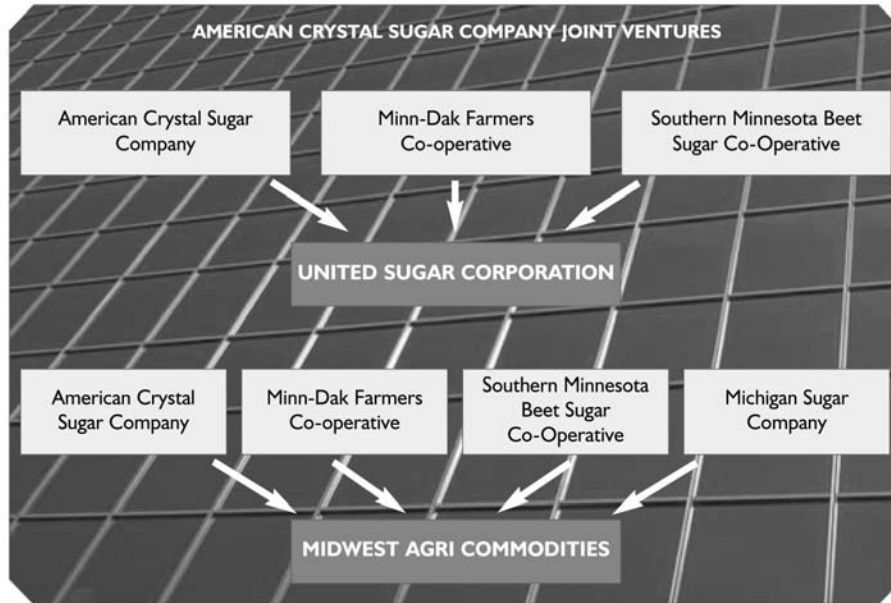 AMERICAN CRYSTAL SUGAR COMPANY JOINT VENTURES
American Crystal Sugar
Company
Minn-Dak Farmers
Co-operative
Southern Minnesota Beet
Sugar Co-Operative
UNITED SUGAR CORPORATION
American Crystal
Sugar Company
Minn-Dak Farmers
Co-operative
Southern Minnesota
Beet Sugar
Co-Operative
Michigan Sugar
Company
MIDWEST AGRI COMMODITIES